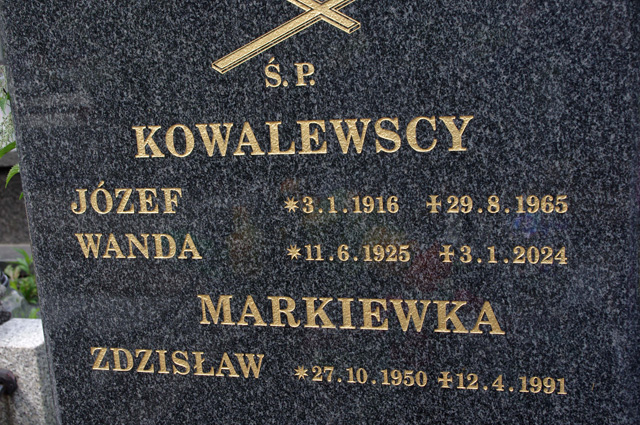 Ś.P.
KOWALEWSCY
JÓZEF *3.1.1916 ✝29.8.1965
WANDA *11.6.1925 ✝3.1.2024
MARKIEWKA
ZDZISŁAW *27.10.1950 ✝12.4.1991